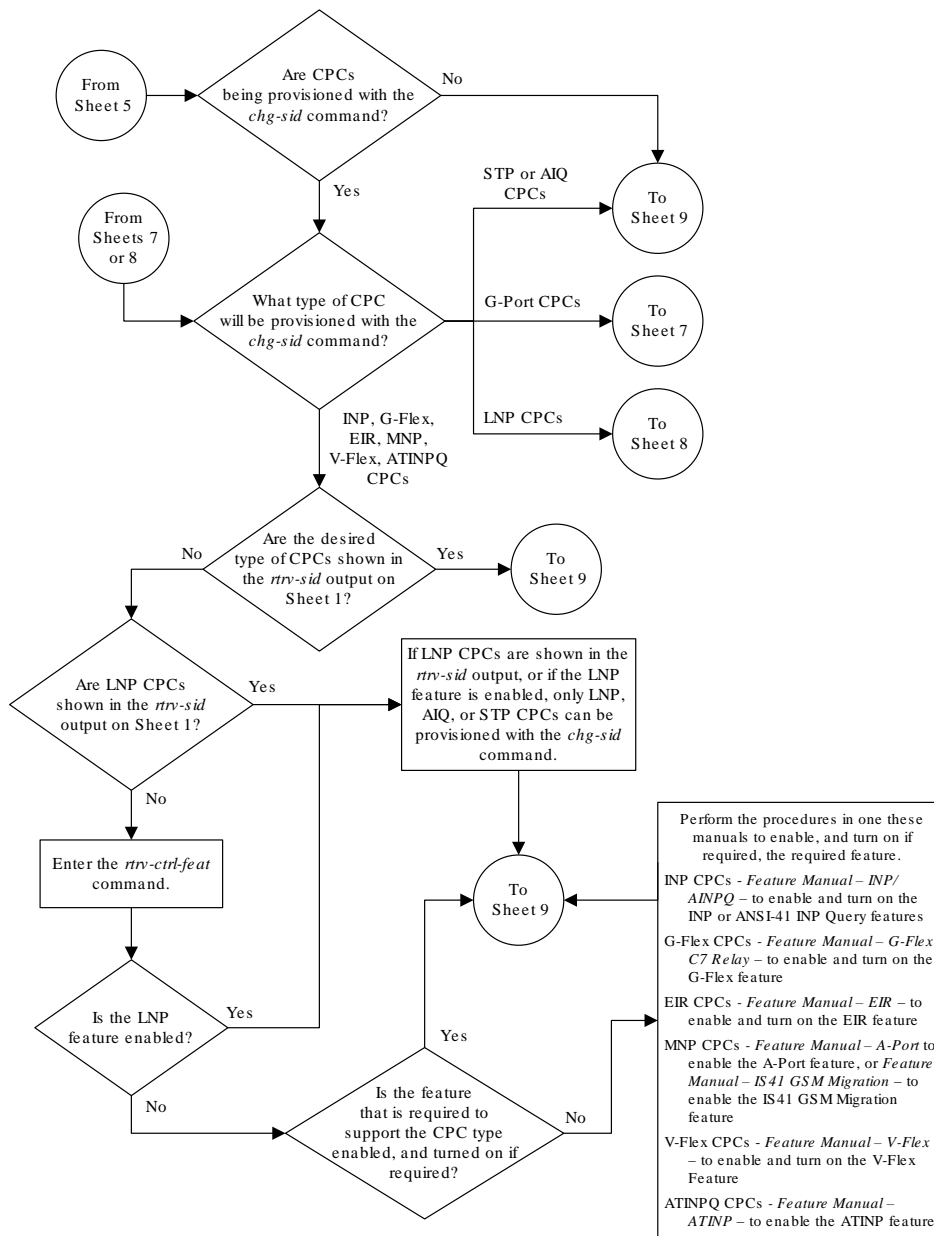 From
Sheet 5
Are CPCs
being provisioned with the
chg-sid command?
No
Yes
STP or AIQ
CPCs
To
Sheet 9
From
Sheets 7
or 8
What type of CPC
will be provisioned with the
chg-sid command?
G-Port CPCs
To
Sheet 7
LNP CPCs
To
Sheet 8
INP, G-Flex,
EIR, MNP,
V-Flex, ATINPQ
CPCs
Are the desired
type of CPCs shown in
the rtrv-sid output on
Sheet 1?
No
Yes
To
Sheet 9
Are LNP CPCs
shown in the rtrv-sid
output on Sheet 1?
Yes
If LNP CPCs are shown in the
rtrv-sid output, or if the LNP
feature is enabled, only LNP,
AIQ, or STP CPCs can be
provisioned with the chg-sid
command.
No
Enter the rtrv-ctrl-feat
command.
To
Sheet 9
Is the LNP
feature enabled?
Yes
No
Is the feature
that is required to
support the CPC type
enabled, and turned on if
required?
Yes
No
Perform the procedures in one these
manuals to enable, and turn on if
required, the required feature.
INP CPCs - Feature Manual – INP/
AINPQ – to enable and turn on the
INP or ANSI-41 INP Query features
G-Flex CPCs - Feature Manual – G-Flex
C7 Relay – to enable and turn on the
G-Flex feature
EIR CPCs - Feature Manual – EIR – to
enable and turn on the EIR feature
MNP CPCs - Feature Manual – A-Port to
enable the A-Port feature, or Feature
Manual – IS41 GSM Migration – to
enable the IS41 GSM Migration
feature
V-Flex CPCs - Feature Manual – V-Flex
– to enable and turn on the V-Flex
Feature
ATINPQ CPCs - Feature Manual –
ATINP – to enable the ATINP feature